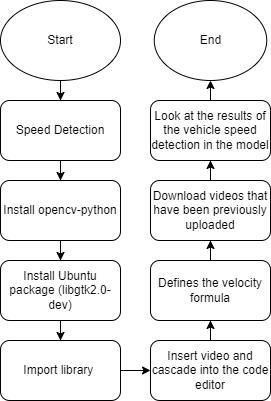 Start
Speed Detection
Install opencv-python
Install Ubuntu
package (libgtk2.0-
dev)
Import library
Insert video and
cascade into the code
editor
Defines the velocity
formula
Download videos that
have been previously
uploaded
Look at the results of
the vehicle speed
detection in the model
End